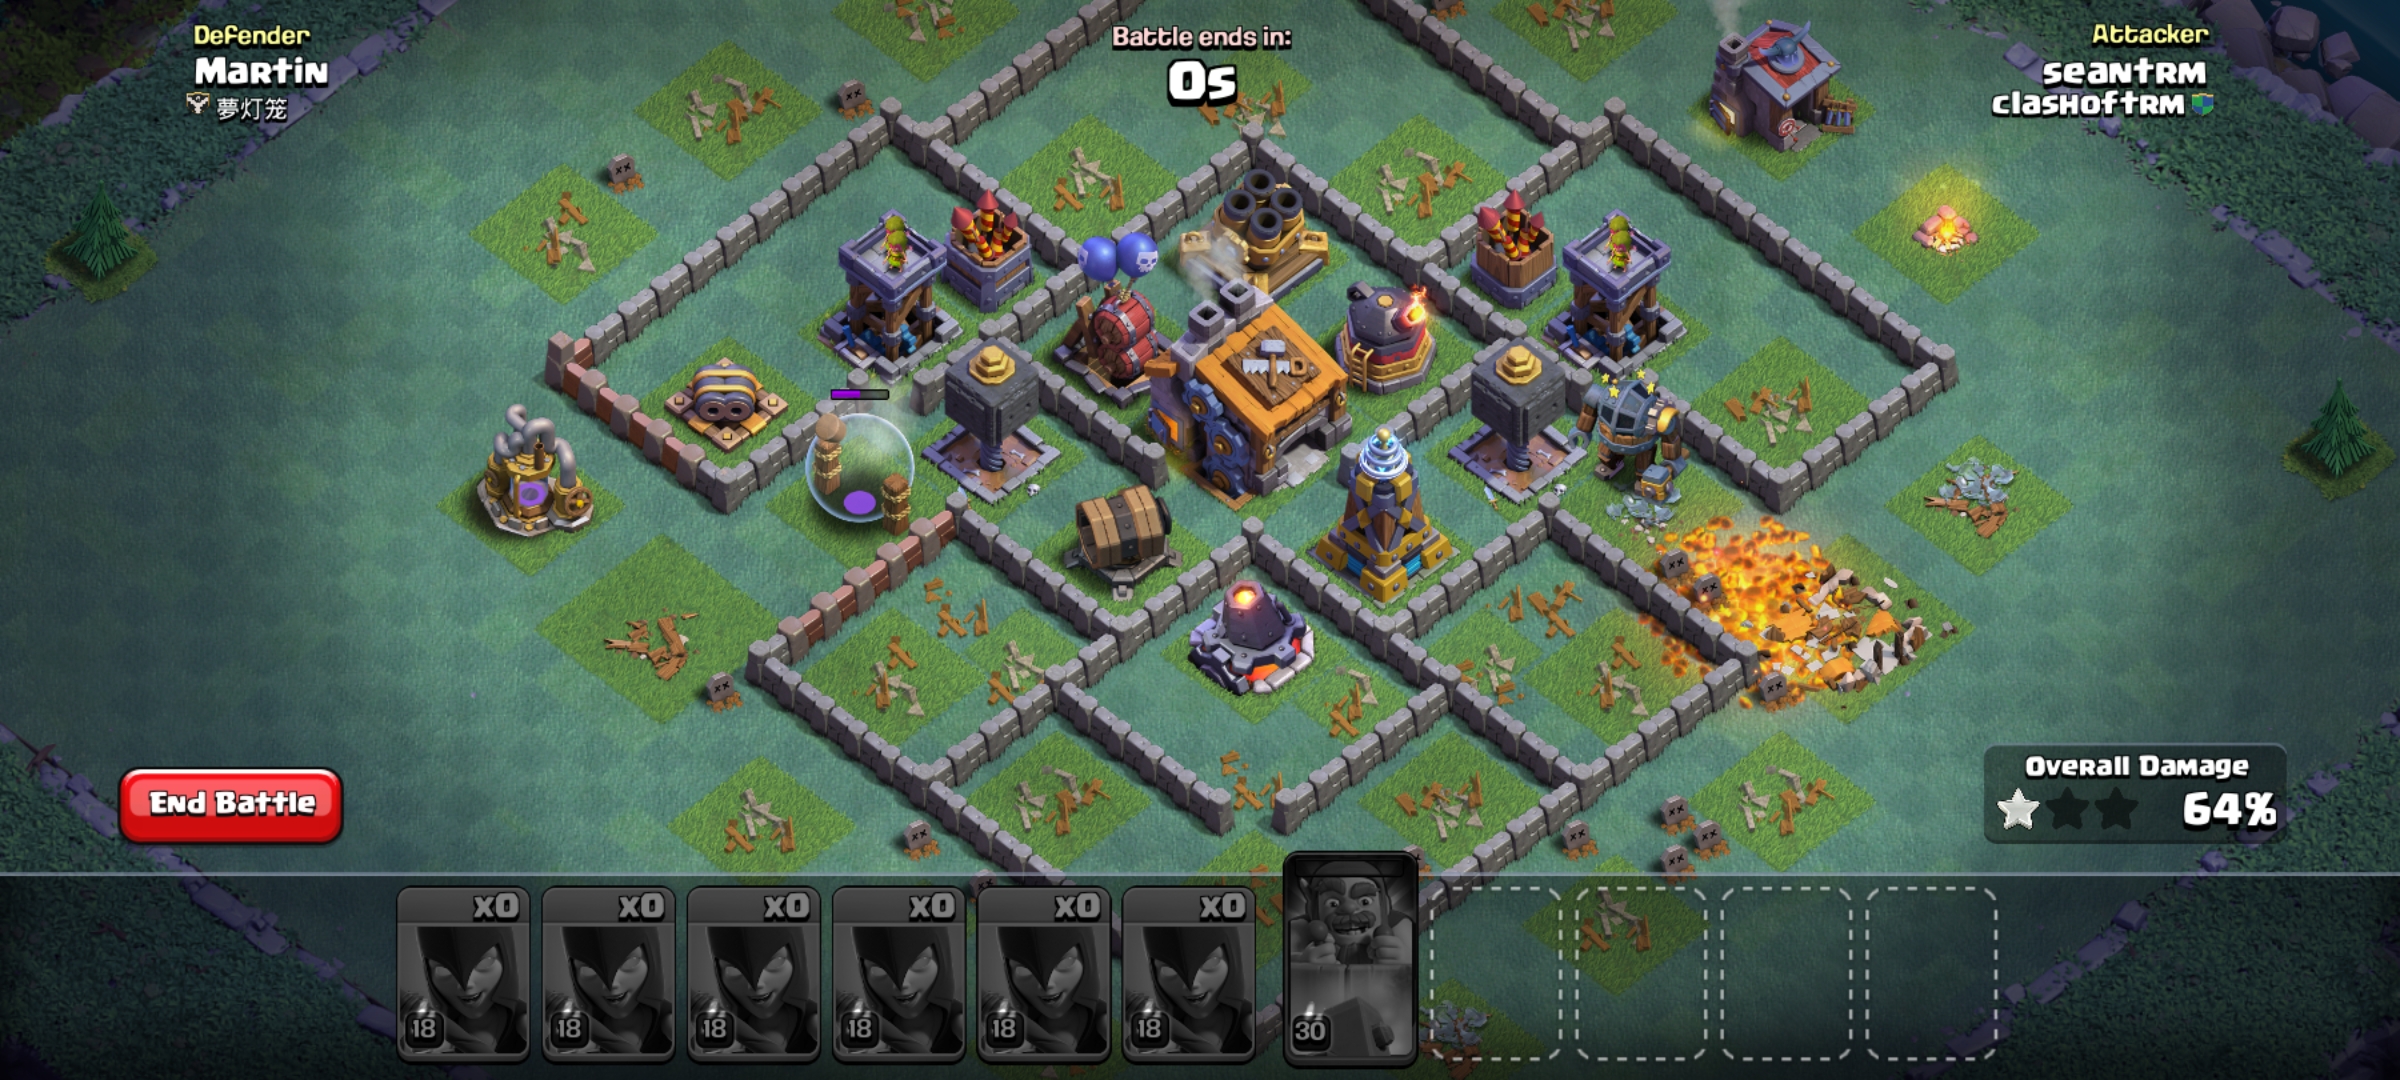 Defender
Martin
夢灯笼
Battle ends in:
0s
Attacker
seantRM
clashoftRM
End Battle
Overall Damage
64%
x0
x0
x0
x0
x0
x0
18
18
18
18
18
18
30